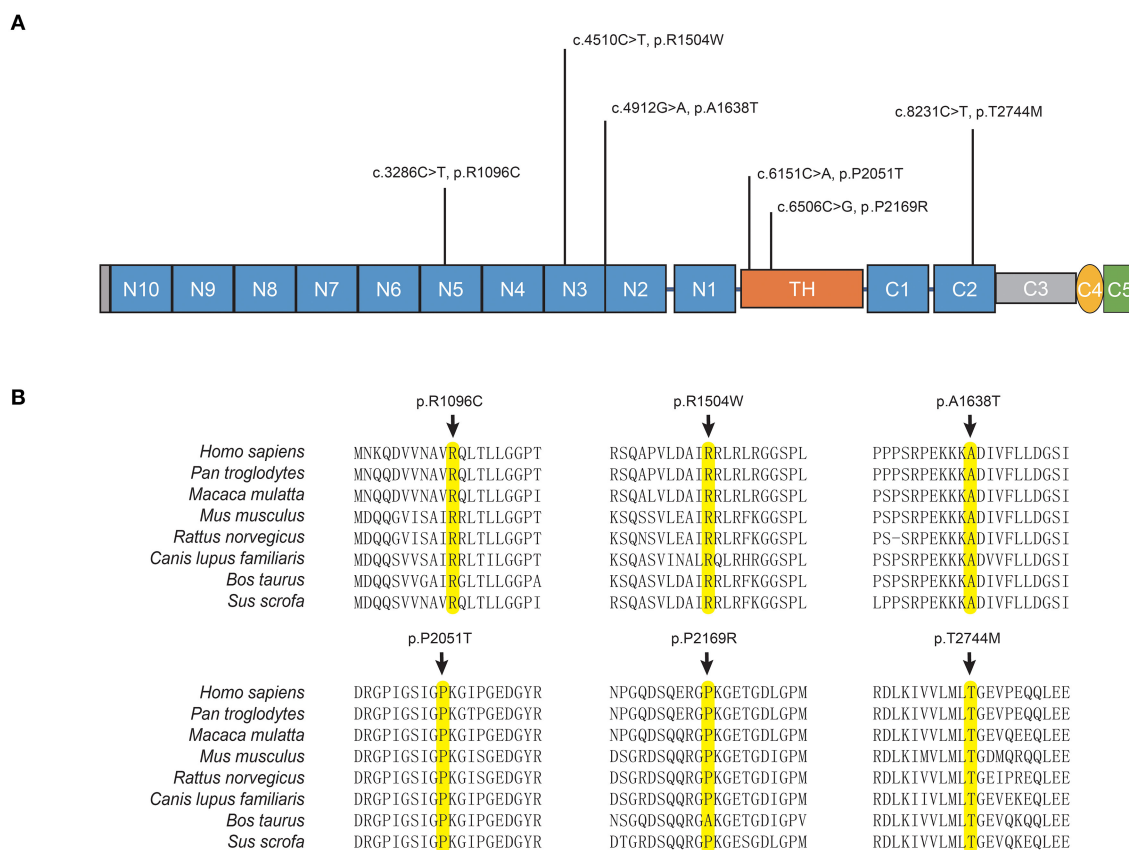 A
c.4510C>T, p.R1504W
c.4912G>A, p.A1638T
c.8231C>T, p.T2744M
c.3286C>T, p.R1096C
c.6151C>A, p.P2051T
c.6506C>G, p.P2169R
N10 N9 N8 N7 N6 N5 N4 N3 N2 N1 TH C1 C2 C3 C4 C5
B
p.R1096C p.R1504W p.A1638T
Homo sapiens MNKQDVVNAVRQLTLLGGPT RSQAPVLDAIRRLRLRGGSPL PPPSRPEKKKADIVFLLDGSI
Pan troglodytes MNQQDVVNAVRQLTLLGGPT RSQAPVLDAIRRLRLRGGSPL PPPSRPEKKKADIVFLLDGSI
Macaca mulatta MNQQDVVNAVRQLTLLGGPI RSQALVLDAIRRLRLRGGSPL PSPSRPEKKKADIVFLLDGSI
Mus musculus MDQQGVISAIRRLTLLGGPT KSQSSVLEAIRRLRFKGGSPL PSPSRPEKKKADIVFLLDGSI
Rattus norvegicus MDQQGVISAIRRLTLLGGPT KSQNSVLEAIRRLRFKGGSPL PS-SRPEKKKADIVFLLDGSI
Canis lupus familiaris MDQQSVVSAIRRLTILGGPT KSQASVINALRQLRHRGGSPL PSPSRPEKKKADVVFLLDGSI
Bos taurus MDQQSVVGAIRGLTLLGGPA KSQASVLDAIRRLRFKGGSPL PSPSRPEKKKADIVFLLDGSI
Sus scrofa MDQQSVVNAVRQLTLLGGPI RSQASVLDAIRRLRFKGGSPL LPPSRPEKKKADIVFLLDGSI
p.P2051T p.P2169R p.T2744M
Homo sapiens DRGPIGSIGPKGIPGEDGYR NPGQDSQERGPKGETGDLGPM RDLKIVVLMLTGEVPEQQLEE
Pan troglodytes DRGPIGSIGPKGTPGEDGYR NPGQDSQERGPKGETGDLGPM RDLKIVVLMLTGEVPEQQLEE
Macaca mulatta DRGPIGSIGPKGIPGEDGYR NPGQDSQQRGPKGETGDLGPM RDLKIVVLMLTGEVQEEQLEE
Mus musculus DRGPIGSIGPKGISGEDGYR DSGRDSQQRGPKGETGDIGPM RDLKIMVLMLTGDMQRQQLEE
Rattus norvegicus DRGPIGSIGPKGISGEDGYR DSGRDSQQRGPKGETGDIGPM RDLKIVVLMLTGEIPREQLEE
Canis lupus familiaris DRGPIGSIGPKGIPGEDGYR DSGRDSQQRGPKGETGDIGPM RDLKIIVLMLTGEVEKEQLEE
Bos taurus DRGPIGSIGPKGIPGEDGYR NSGQDSQQRGAKGETGDIGPV RDLKIVVLMLTGEVQKQQLEE
Sus scrofa DRGPIGSIGPKGIPGEDGYR DTGRDSQQRGPKGESGDLGPM RDLKIVVLMLTGEVQKEQLEE